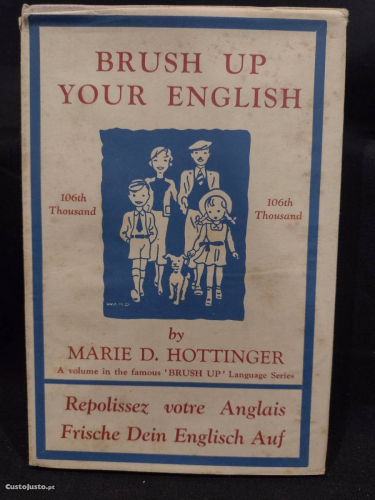 BRUSH UP
YOUR ENGLISH
106th
Thousand
106th
Thousand
by
MARIE D. HOTTINGER
A volume in the famous 'BRUSH UP' Language Series
Repolissez votre Anglais
Frische Dein Englisch Auf
CustoJusto.pt